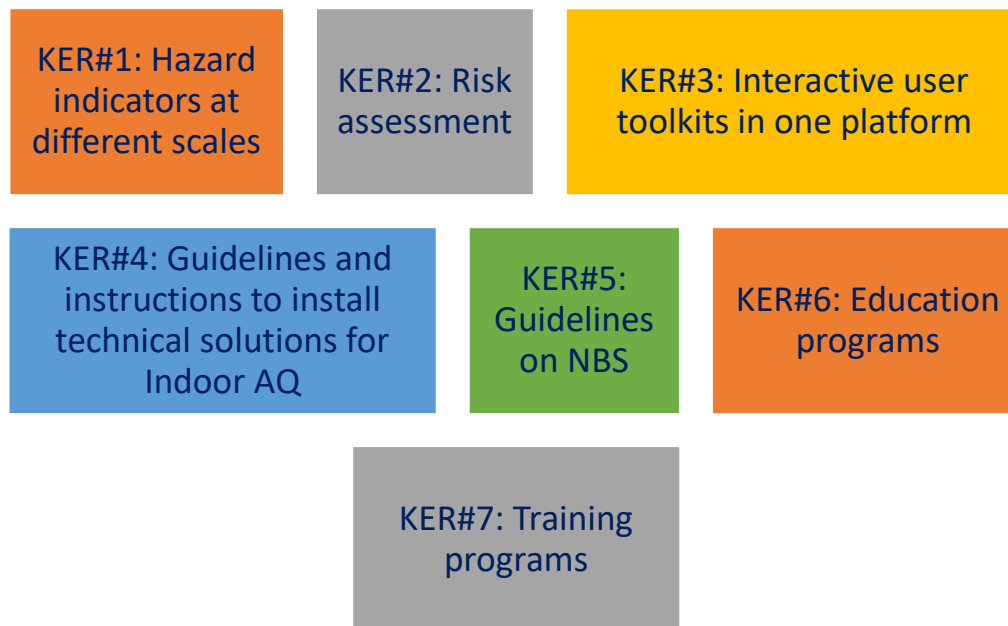 KER#1: Hazard
indicators at
different scales
KER#2: Risk
assessment
KER#3: Interactive user
toolkits in one platform
KER#4: Guidelines and
instructions to install
technical solutions for
Indoor AQ
KER#5:
Guidelines
on NBS
KER#6: Education
programs
KER#7: Training
programs